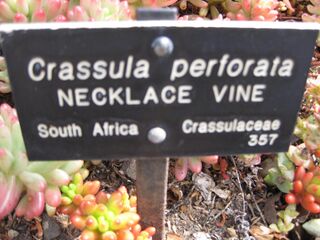 Crassula perforata
NECKLACE VINE
South Africa Crassulaceae
357